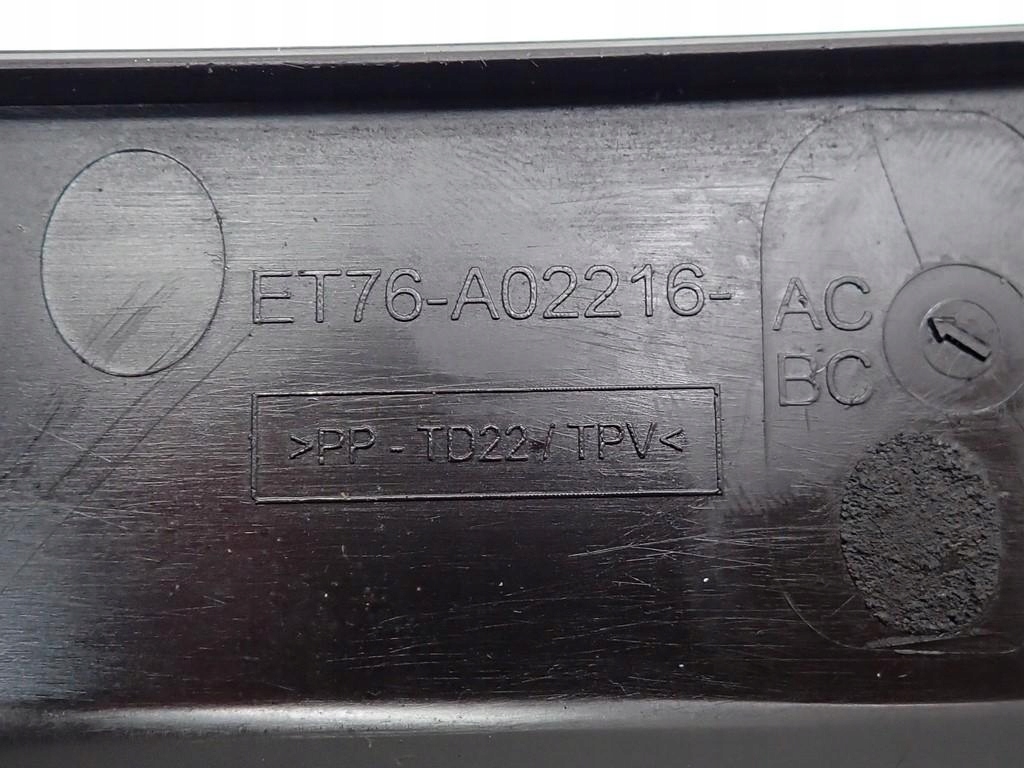 ET76-A02216-
AC
BC
>PP - TD22 / TPV<